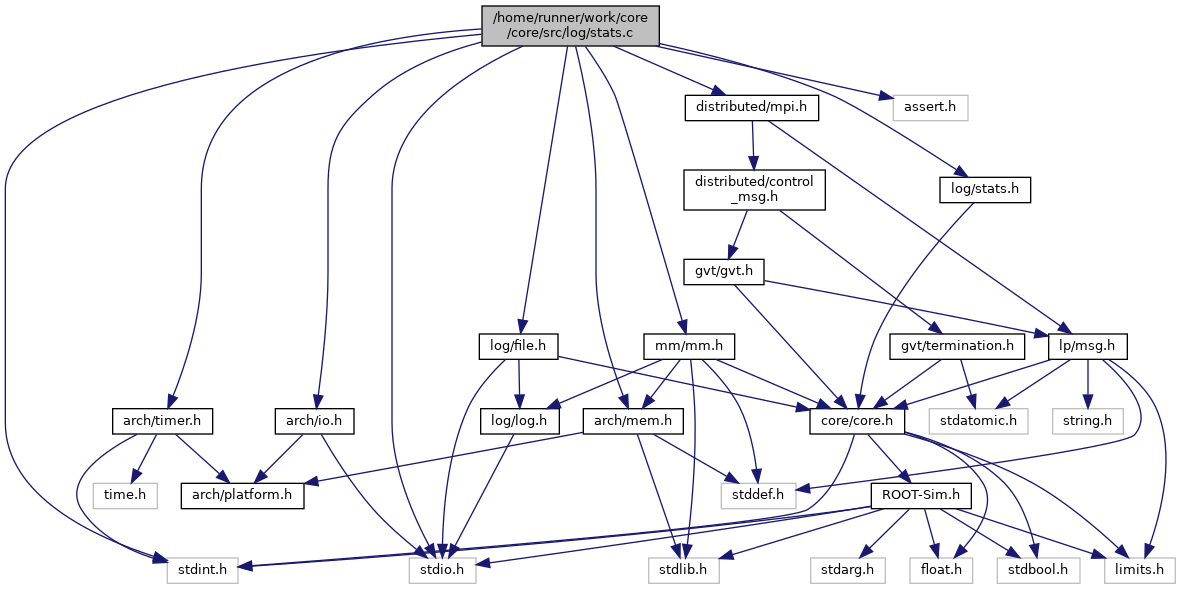 /home/runner/work/core
/core/src/log/stats.c
distributed/mpi.h
assert.h
distributed/control
_msg.h
log/stats.h
gvt/gvt.h
log/file.h
mm/mm.h
gvt/termination.h
lp/msg.h
arch/timer.h
arch/io.h
log/log.h
arch/mem.h
core/core.h
stdatomic.h
string.h
time.h
arch/platform.h
stddef.h
ROOT-Sim.h
stdint.h
stdio.h
stdlib.h
stdarg.h
float.h
stdbool.h
limits.h